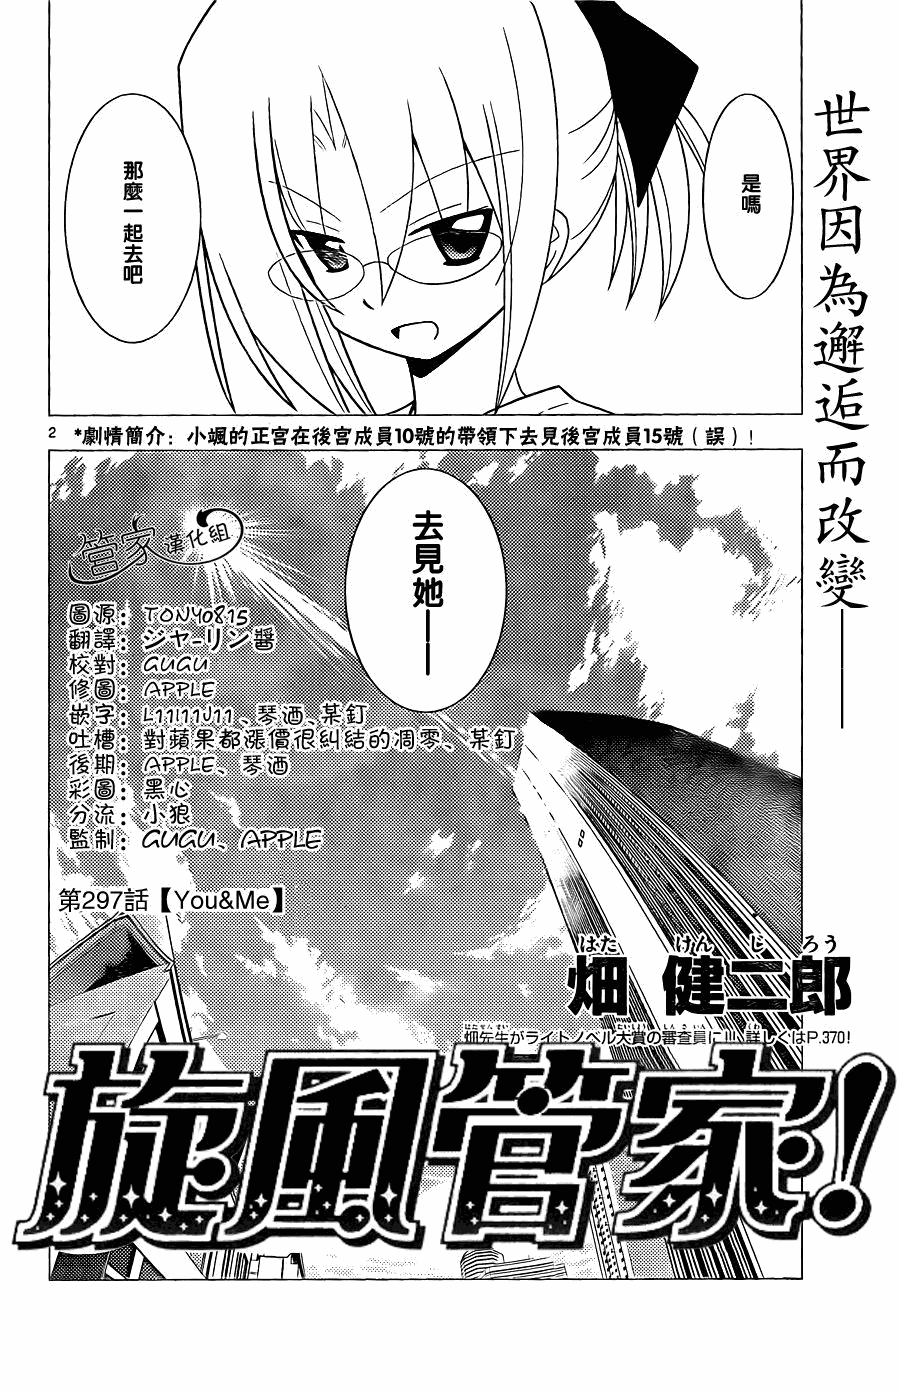 世界因為邂逅而改變——
是嗎
那麼一起去吧
2
*劇情簡介：小颯的正宮在後宮成員10號的帶領下去見後宮成員15號（誤）！
去見她——
管家漢化組
圖源：TONY0815
翻譯：ジヤ-リン醬
校對：GUGU
修圖：APPLE
嵌字：L11I11J11、琴酒、某釘
吐槽：對蘋果都漲價很糾結的凋零、某釘
後期：APPLE、琴酒
彩圖：黑心
分流：小狼
監制：GUGU、APPLE
第297話【You&Me】
はた けん じ ろう
畑 健二郎
畑先生がライトノベル大賞の審査員に!! 詳しくはP.370!
旋風管家!